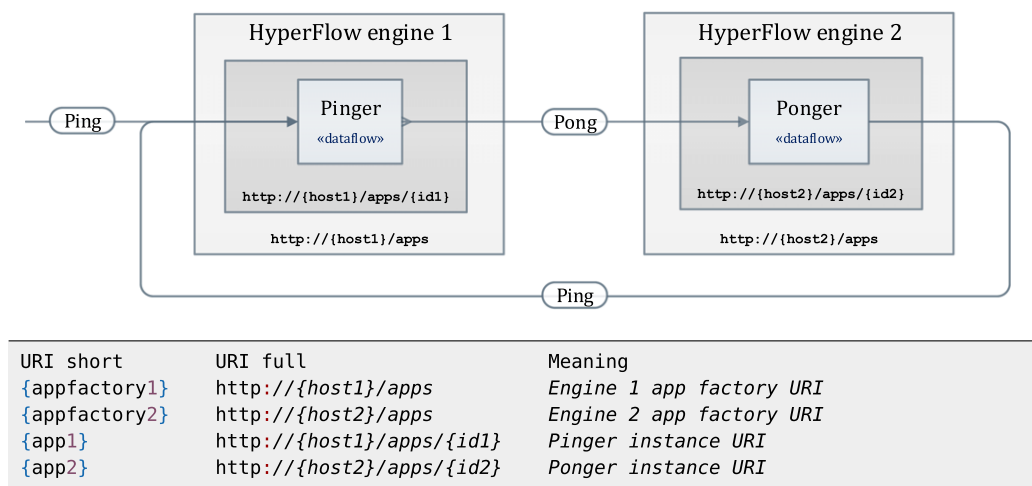 HyperFlow engine 1
HyperFlow engine 2
Ping
Pinger
«dataflow»
Pong
Ponger
«dataflow»
http://{host1}/apps/{id1}
http://{host2}/apps/{id2}
http://{host1}/apps
http://{host2}/apps
Ping
URI short URI full Meaning
{appfactory1} http://{host1}/apps Engine 1 app factory URI
{appfactory2} http://{host2}/apps Engine 2 app factory URI
{app1} http://{host1}/apps/{id1} Pinger instance URI
{app2} http://{host2}/apps/{id2} Ponger instance URI